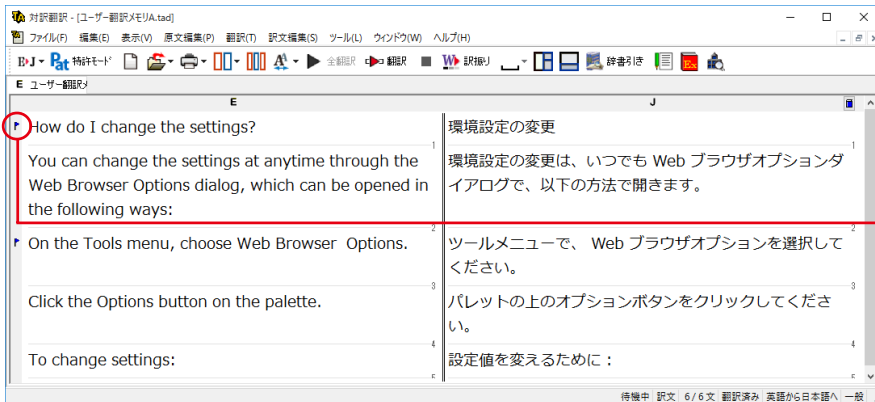 対訳翻訳 - [ユーザー翻訳メモリA.tad]
ファイル(F) 編集(E) 表示(V) 原文編集(P) 翻訳(T) 訳文編集(S) ツール(L) ウィンドウ(W) ヘルプ(H)
E›J Pat 特許モード A 全翻訳 翻訳 W 訳振り 辞書引き Ex
E ユーザー翻訳メ
E J
How do I change the settings? 環境設定の変更
1
You can change the settings at anytime through the 環境設定の変更は、いつでも Web ブラウザオプションダ
1
Web Browser Options dialog, which can be opened in イアログで、以下の方法で開きます。
the following ways:
2 2
On the Tools menu, choose Web Browser Options. ツールメニューで、 Web ブラウザオプションを選択して
ください。
3 3
Click the Options button on the palette. パレットの上のオプションボタンをクリックしてくださ
い。
4 4
To change settings: 設定値を変えるために：
待機中 訳文 6/6文 翻訳済み 英語から日本語へ 一般